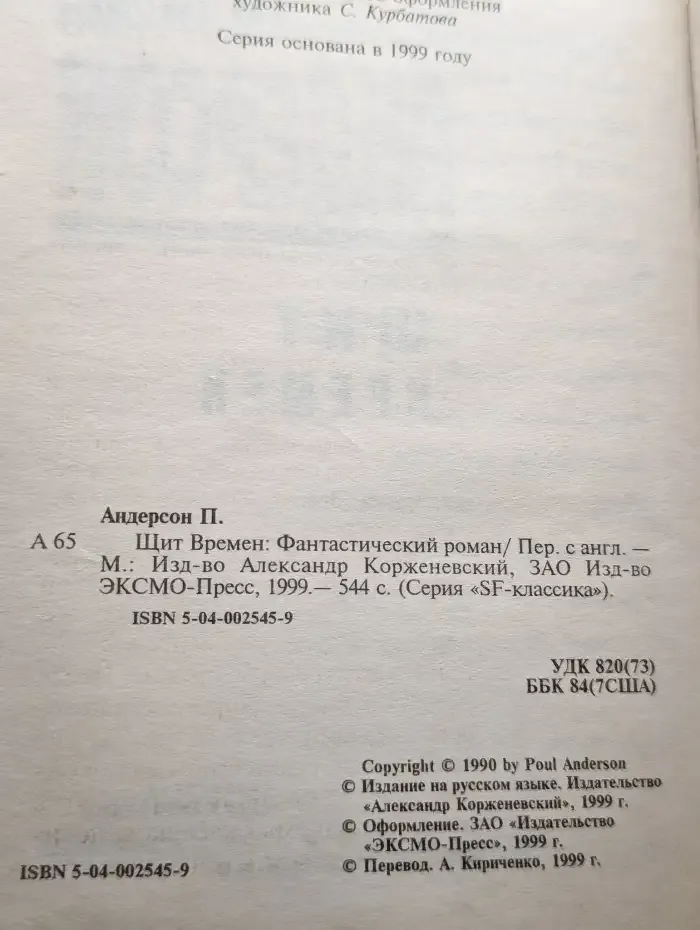 оформления
художника С. Курбатова
Серия основана в 1999 году
Андерсон П.
А 65 Щит Времен: Фантастический роман/ Пер. с англ. —
М.: Изд-во Александр Корженевский, ЗАО Изд-во
ЭКСМО-Пресс, 1999.— 544 с. (Серия «SF-классика»).
ISBN 5-04-002545-9
УДК 820(73)
ББК 84(7США)
Copyright © 1990 by Poul Anderson
© Издание на русском языке. Издательство
«Александр Корженевский», 1999 г.
© Оформление. ЗАО «Издательство
«ЭКСМО-Пресс», 1999 г.
ISBN 5-04-002545-9 © Перевод. А. Кириченко, 1999 г.